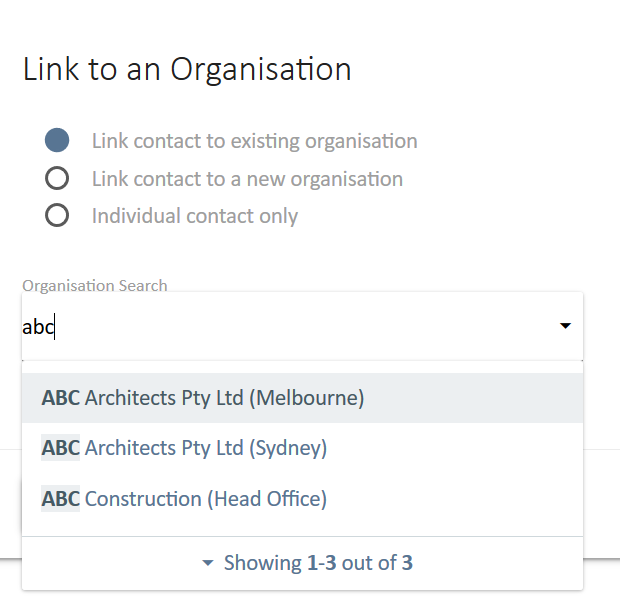 Link to an Organisation
Link contact to existing organisation
Link contact to a new organisation
Individual contact only
Organisation Search
abc
ABC Architects Pty Ltd (Melbourne)
ABC Architects Pty Ltd (Sydney)
ABC Construction (Head Office)
Showing 1-3 out of 3